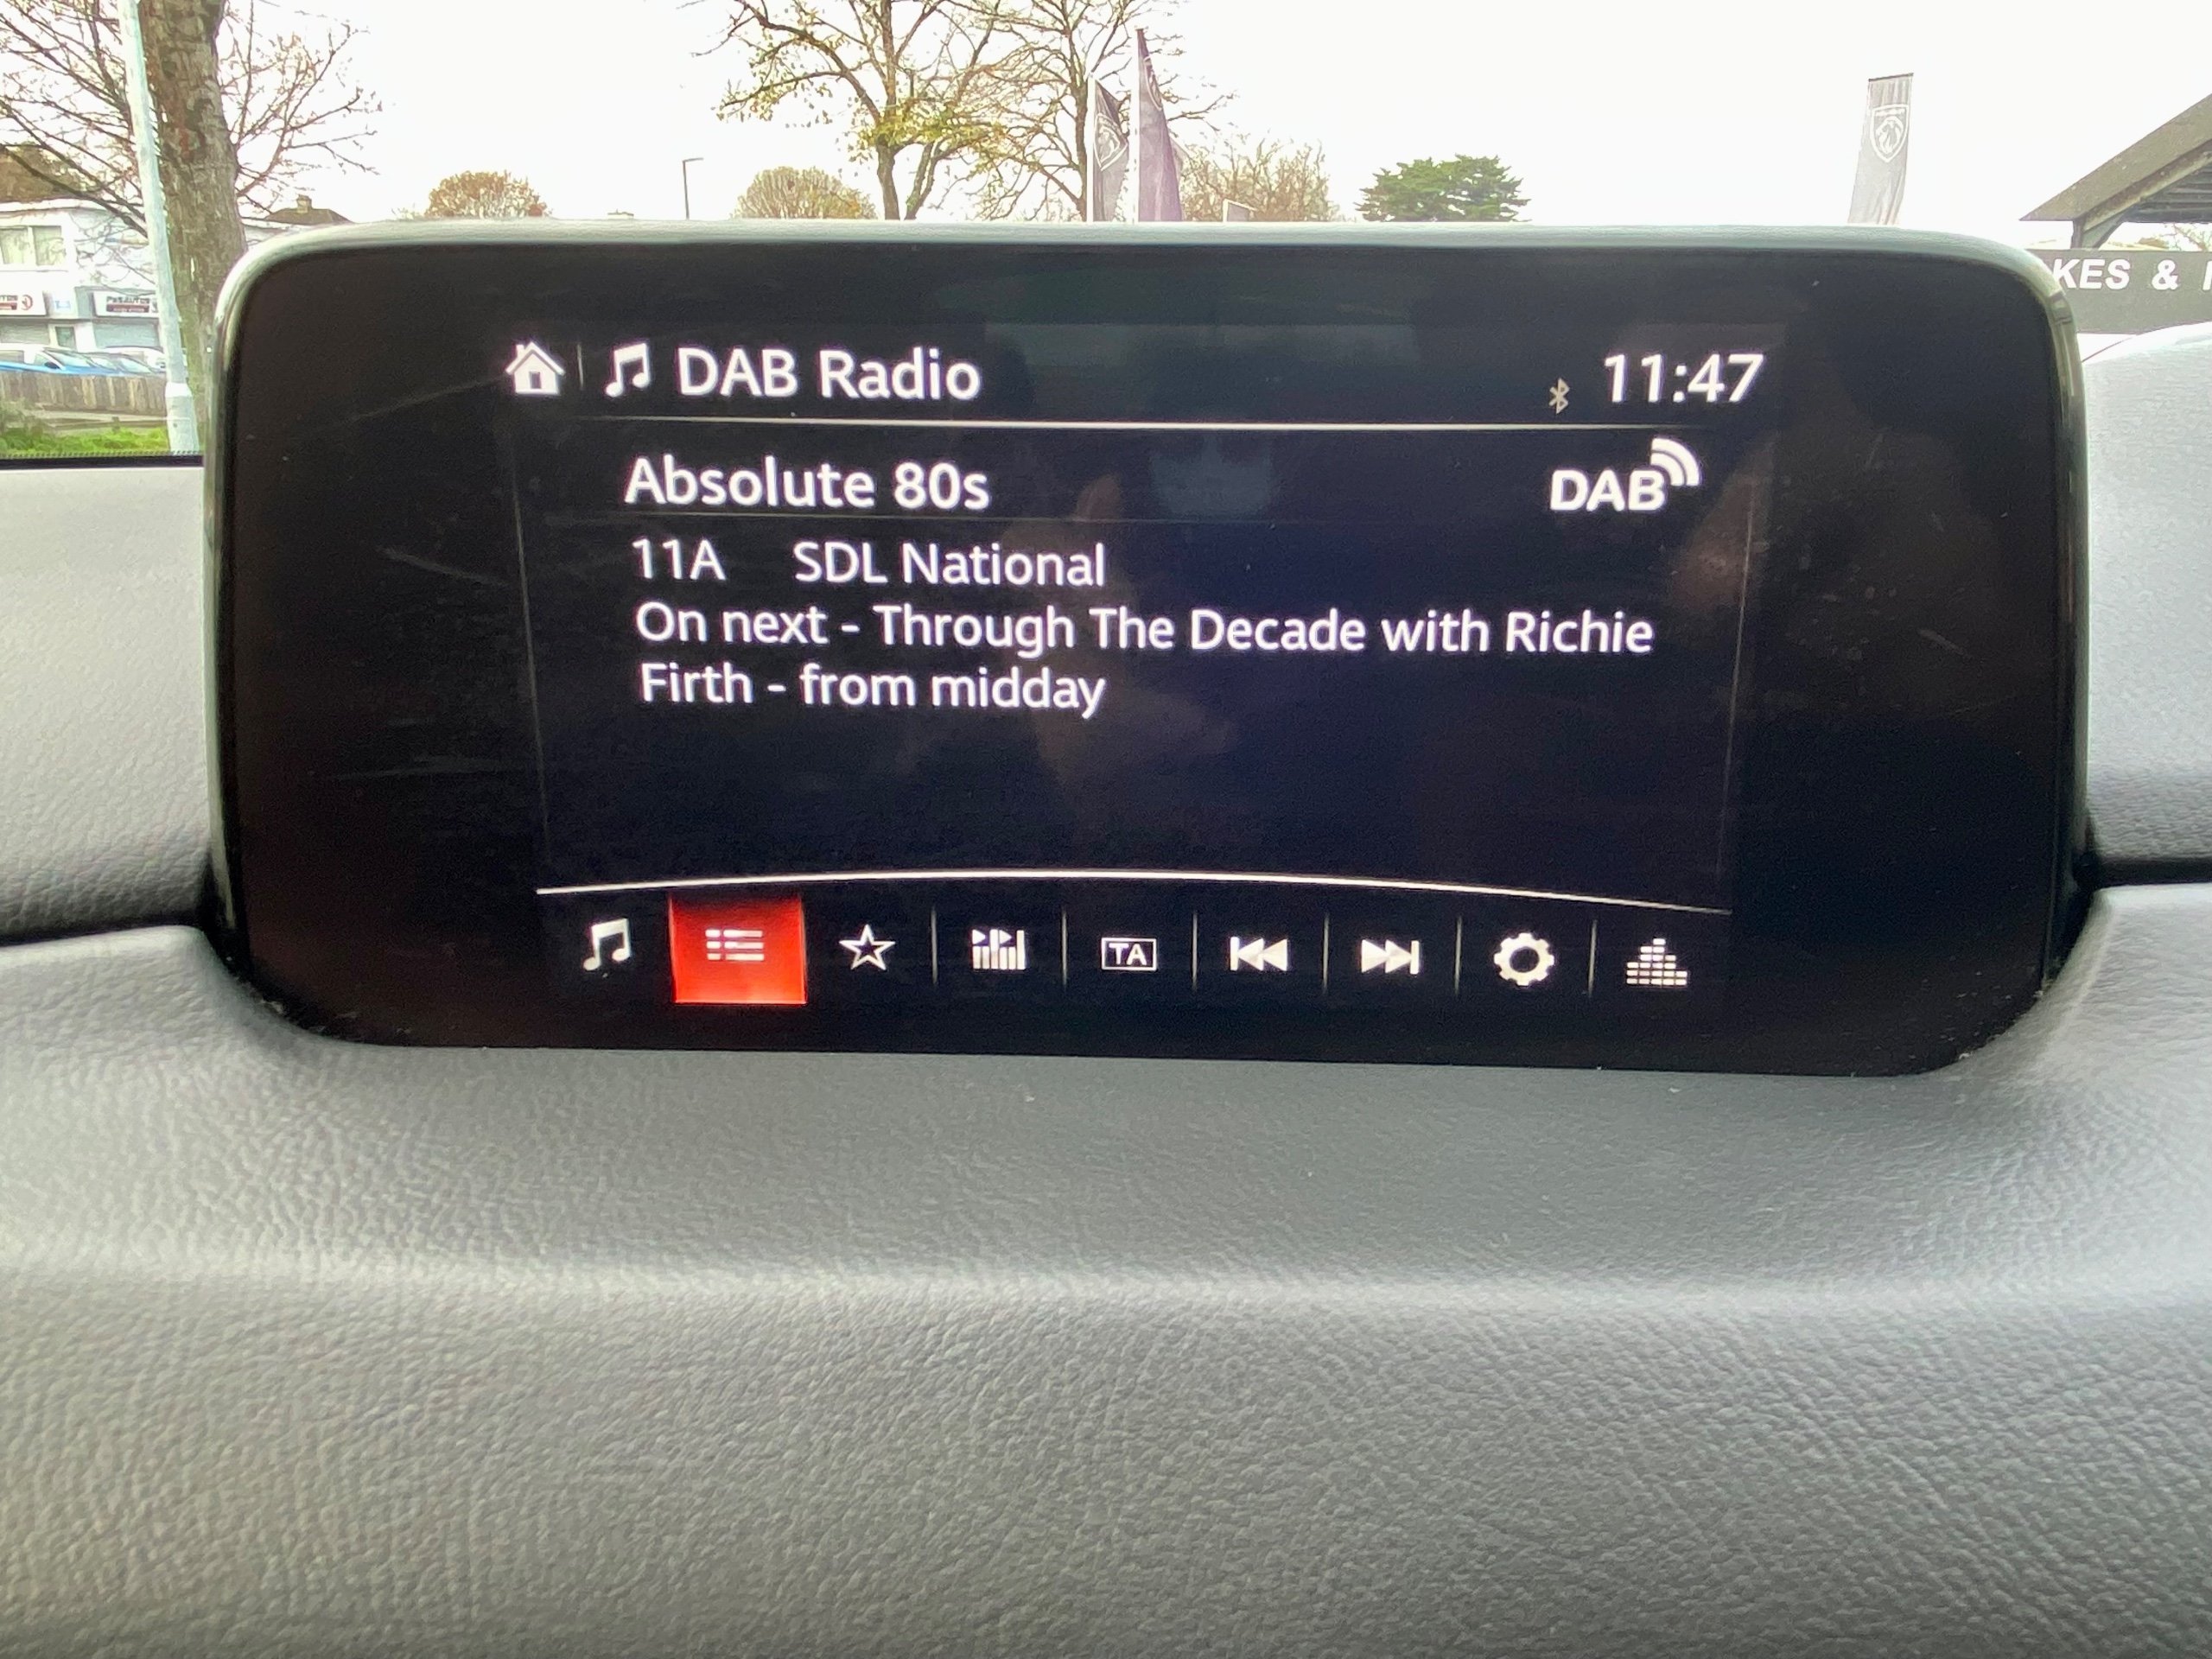 DAB Radio 11:47
Absolute 80s DAB
11A SDL National
On next - Through The Decade with Richie
Firth - from midday
TA
KES &